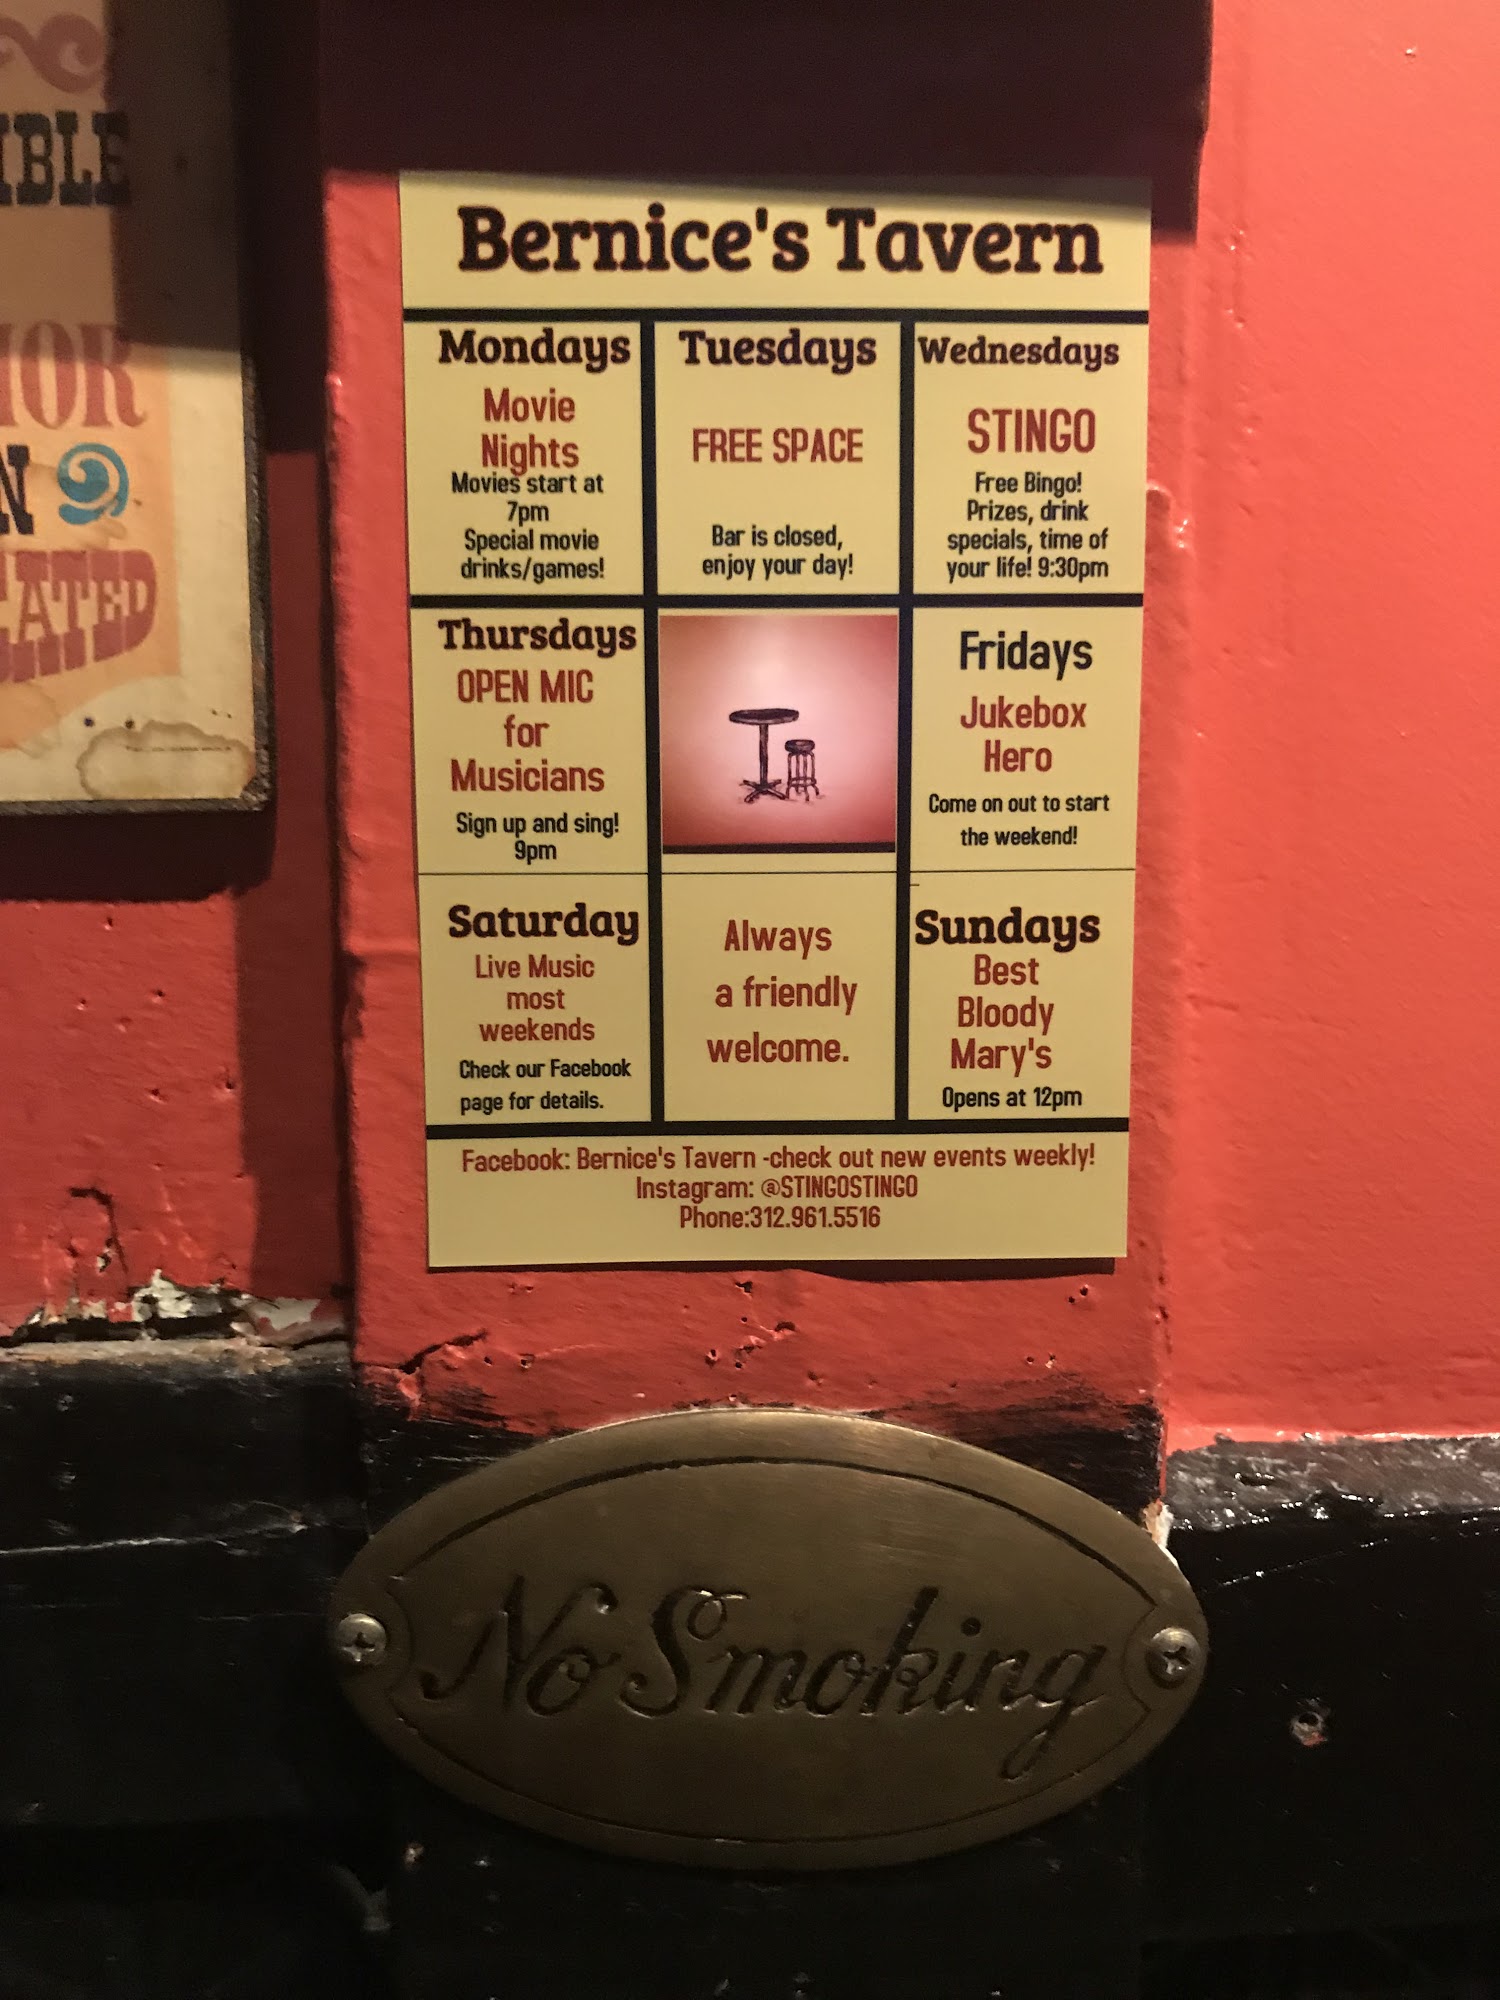 Bernice's Tavern
Mondays
Movie
Nights
Movies start at
7pm
Special movie
drinks/games!
Tuesdays
FREE SPACE
Bar is closed,
enjoy your day!
Wednesdays
STINGO
Free Bingo!
Prizes, drink
specials, time of
your life! 9:30pm
Thursdays
OPEN MIC
for
Musicians
Sign up and sing!
9pm
Fridays
Jukebox
Hero
Come on out to start
the weekend!
Saturday
Live Music
most
weekends
Check our Facebook
page for details.
Always
a friendly
welcome.
Sundays
Best
Bloody
Mary's
Opens at 12pm
Facebook: Bernice's Tavern -check out new events weekly!
Instagram: @STINGOSTINGO
Phone:312.961.5516
No Smoking